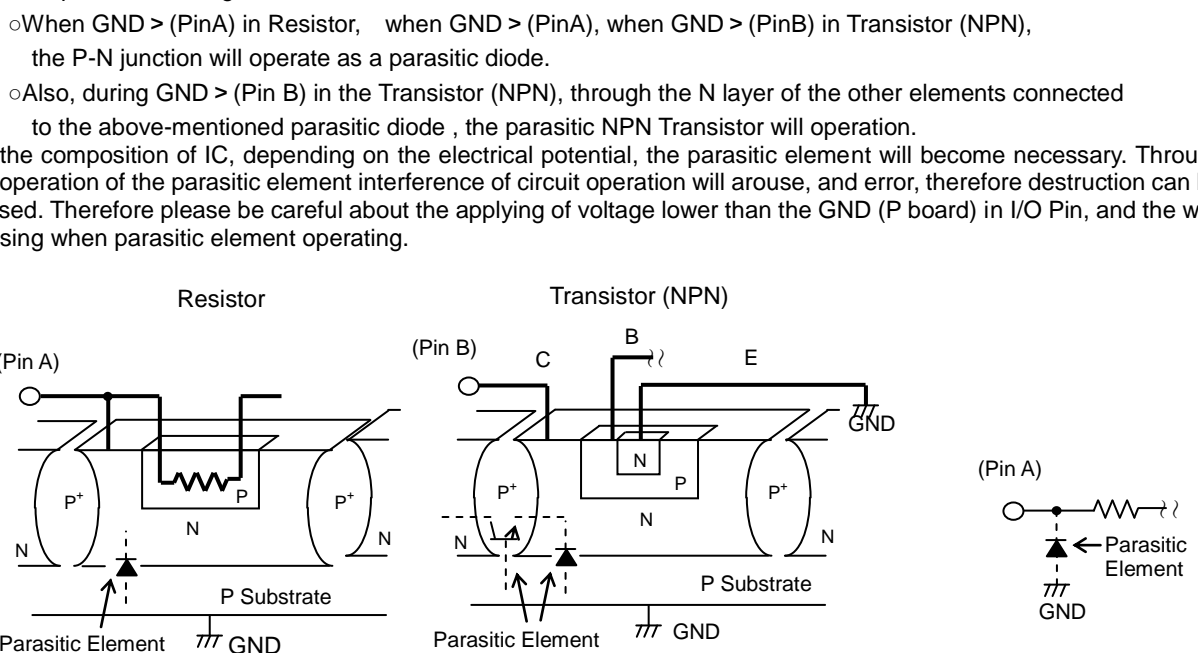 ○When GND > (PinA) in Resistor, when GND > (PinA), when GND > (PinB) in Transistor (NPN),
the P-N junction will operate as a parasitic diode.
○Also, during GND > (Pin B) in the Transistor (NPN), through the N layer of the other elements connected
to the above-mentioned parasitic diode , the parasitic NPN Transistor will operation.
the composition of IC, depending on the electrical potential, the parasitic element will become necessary. Throu
operation of the parasitic element interference of circuit operation will arouse, and error, therefore destruction can
sed. Therefore please be careful about the applying of voltage lower than the GND (P board) in I/O Pin, and the w
sing when parasitic element operating.
Resistor
Transistor (NPN)
(Pin A)
(Pin B)
C
B
E
GND
N
P
P+
P+
N
N
N
P Substrate
Parasitic Element
GND
P+
P
P+
N
N
N
P Substrate
Parasitic Element
GND
(Pin A)
Parasitic
Element
GND